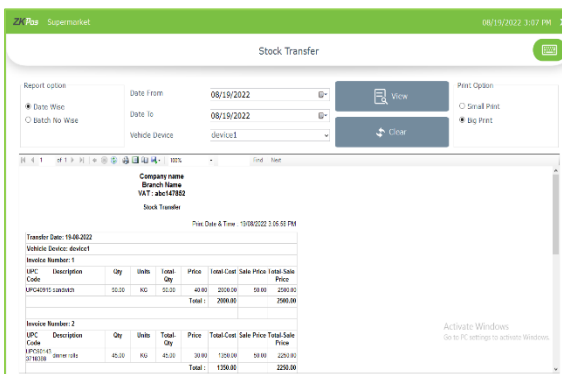 ZKPos Supermarket 08/19/2022 3:07 PM
Stock Transfer
Report option
Date Wise
Batch No Wise
Date From 08/19/2022
Date To 08/19/2022
Vehicle Device device1
View
Clear
Print Option
Small Print
Big Print
1 of 1 100% Find Next
Company name
Branch Name
VAT : abc147852
Stock Transfer
Print Date & Time : 19/08/2022 3:06:58 PM
Transfer Date: 19-08-2022
Vehicle Device: device1
Invoice Number: 1
UPC Code Description Qty Units Total-Qty Price Total-Cost Sale Price Total-Sale Price
UPC40915 sandwich 50.00 KG 50.00 40.00 2000.00 50.00 2500.00
Total : 2000.00 2500.00
Invoice Number: 2
UPC Code Description Qty Units Total-Qty Price Total-Cost Sale Price Total-Sale Price
dinner rolls 45.00 KG 45.00 30.00 1350.00 50.00 2250.00
Total : 1350.00 2250.00
Activate Windows
Go to PC settings to activate Windows.